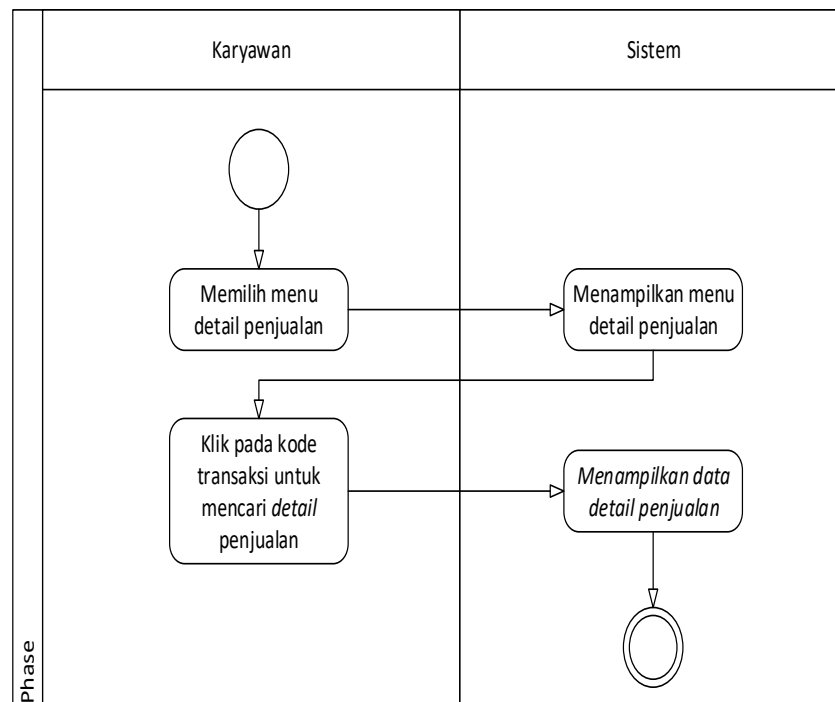 Karyawan
Sistem
Memilih menu
detail penjualan
Menampilkan menu
detail penjualan
Klik pada kode
transaksi untuk
mencari detail
penjualan
Menampilkan data
detail penjualan
Phase